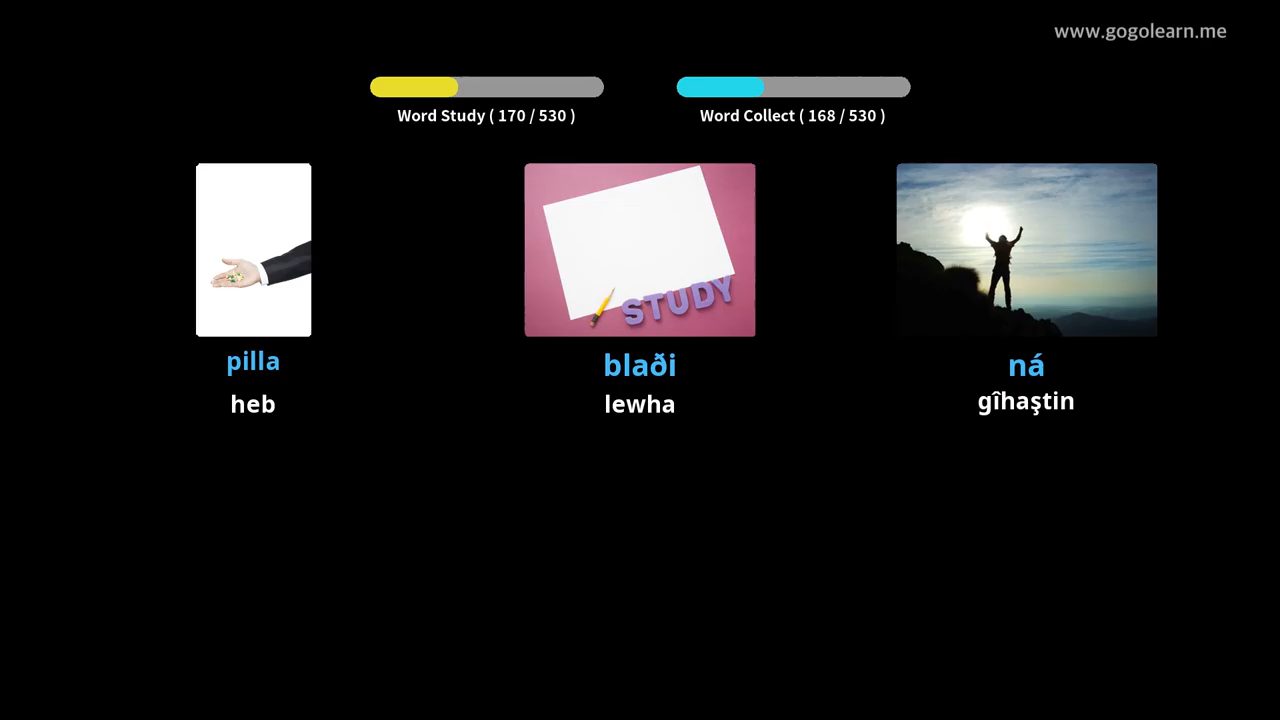 www.gogolearn.me
Word Study ( 170 / 530 )
Word Collect ( 168 / 530 )
STUDY
pilla
blaði
ná
heb
lewha
gîhaştin